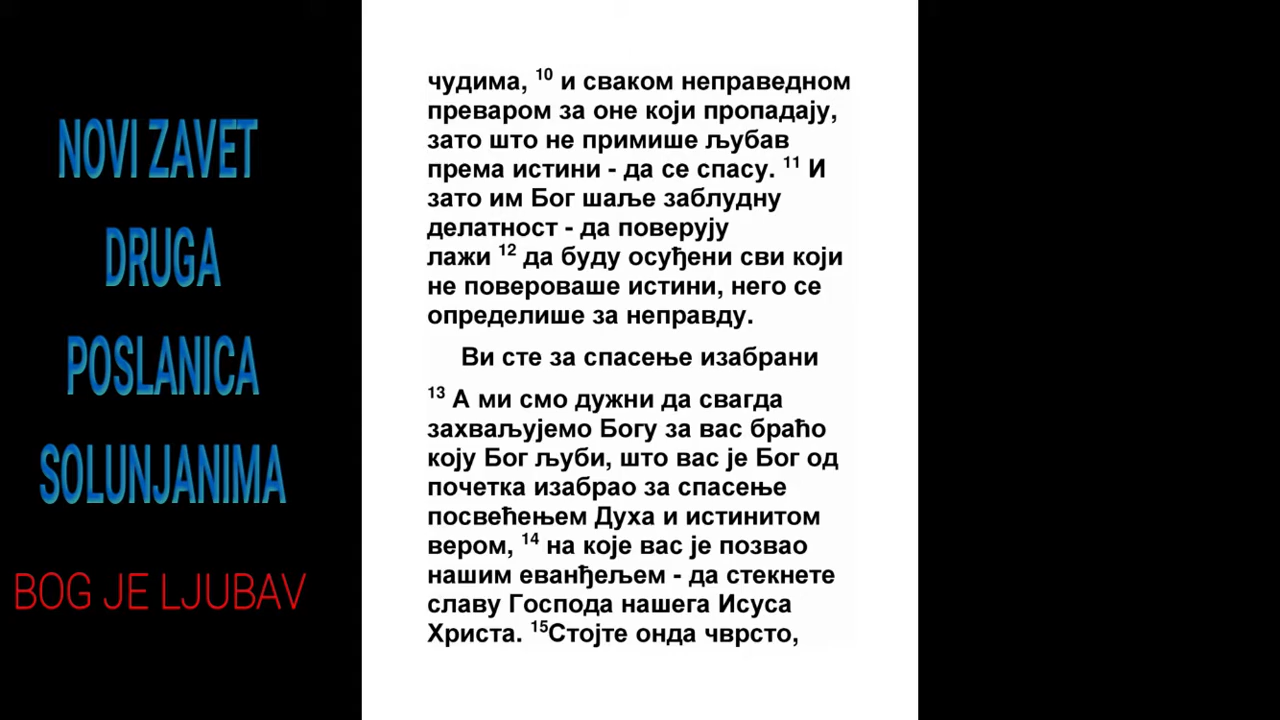 NOVI ZAVET
DRUGA
POSLANICA
SOLUNJANIMA
BOG JE LJUBAV
чудима, 10 и сваком неправедном
преваром за оне који пропадају,
зато што не примише љубав
према истини - да се спасу. 11 И
зато им Бог шаље заблудну
делатност - да поверују
лажи 12 да буду осуђени сви који
не повероваше истини, него се
определише за неправду.
Ви сте за спасење изабрани
13 А ми смо дужни да свагда
захваљујемо Богу за вас браћо
коју Бог љуби, што вас је Бог од
почетка изабрао за спасење
посвећењем Духа и истинитом
вером, 14 на које вас је позвао
нашим еванђељем - да стекнете
славу Господа нашега Исуса
Христа. 15Стојте онда чврсто,